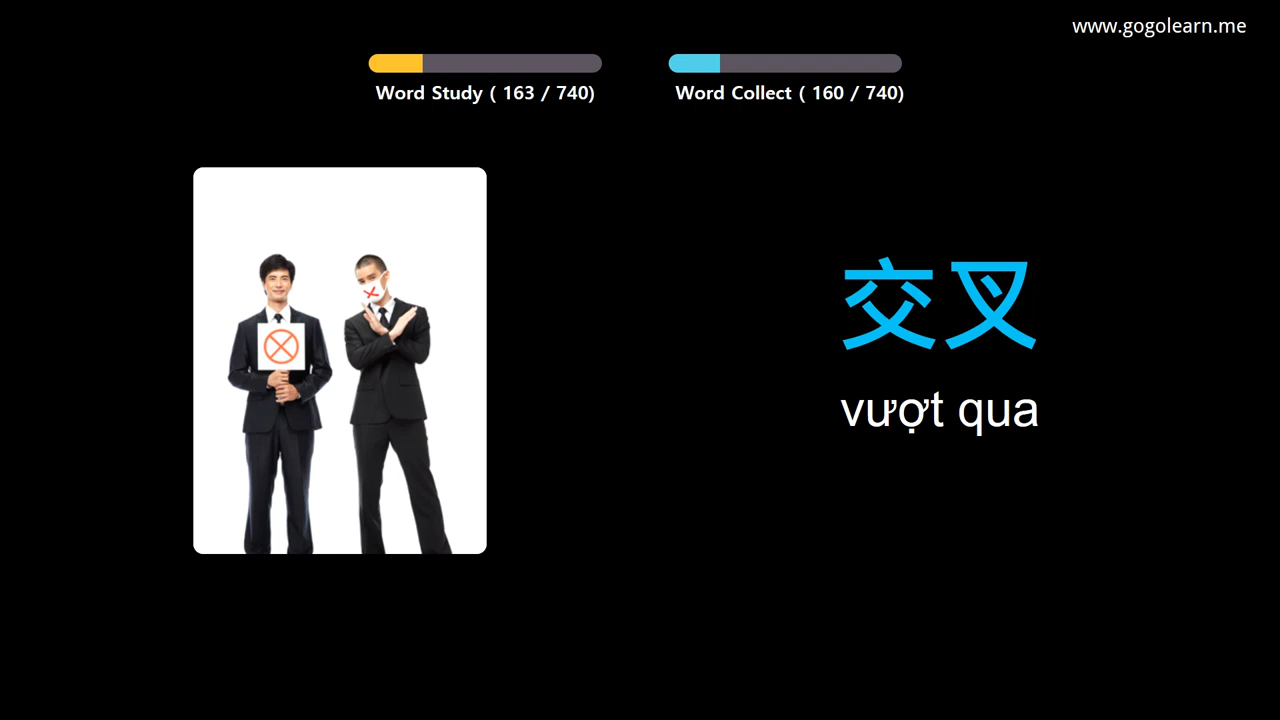 www.gogolearn.me
Word Study ( 163 / 740)
Word Collect ( 160 / 740)
交叉
vượt qua